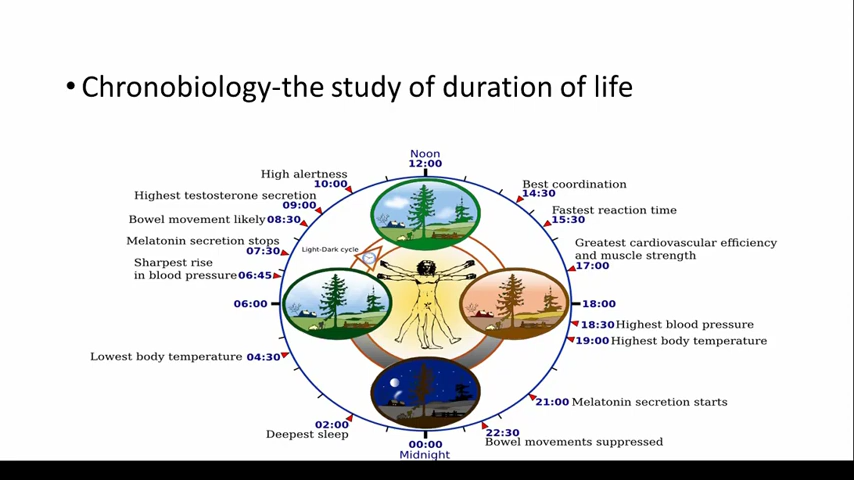 • Chronobiology-the study of duration of life
Noon
12:00
High alertness
10:00
Highest testosterone secretion
09:00
Bowel movement likely 08:30
Melatonin secretion stops
07:30
Sharpest rise
in blood pressure 06:45
06:00
Lowest body temperature 04:30
02:00
Deepest sleep
Light-Dark cycle
Best coordination
14:30
Fastest reaction time
15:30
Greatest cardiovascular efficiency
and muscle strength
17:00
18:00
18:30 Highest blood pressure
19:00 Highest body temperature
21:00 Melatonin secretion starts
22:30
Bowel movements suppressed
00:00
Midnight